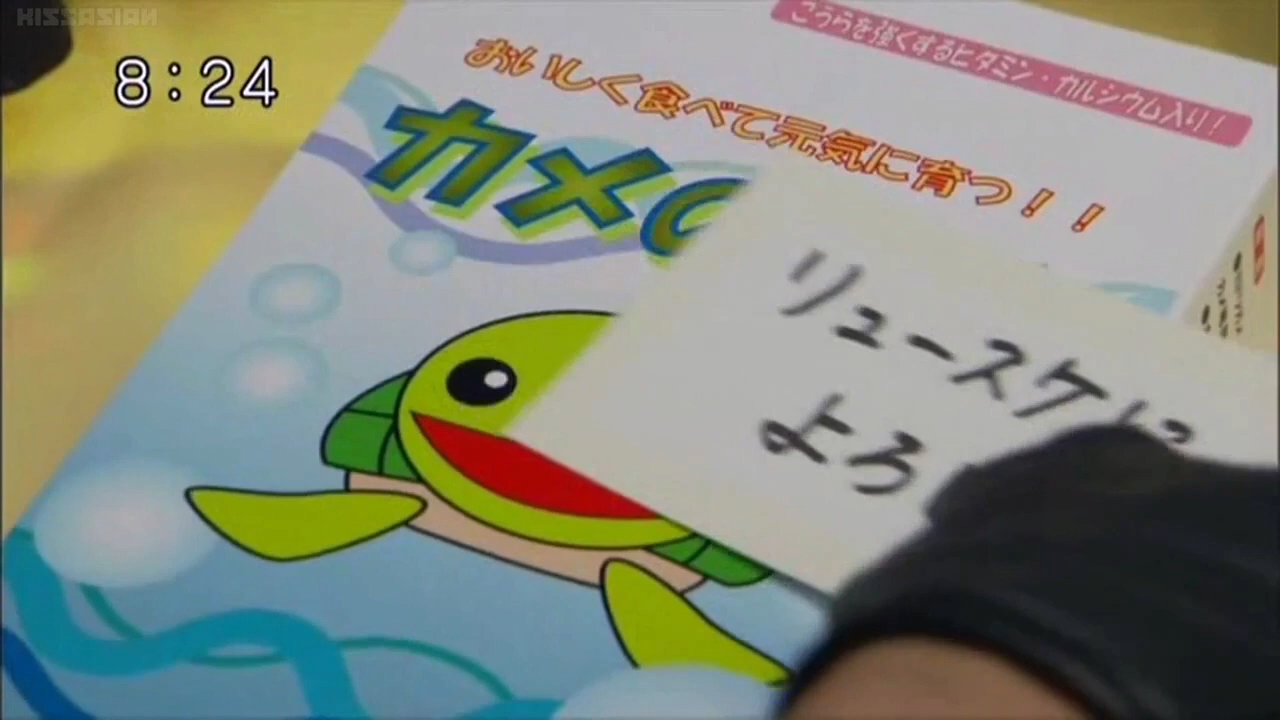 KISSASIAN
8:24
こうらを強くするビタミン・カルシウム入り!
おいしく食べて元気に育つ!!
カメの
リュースケに
よろ